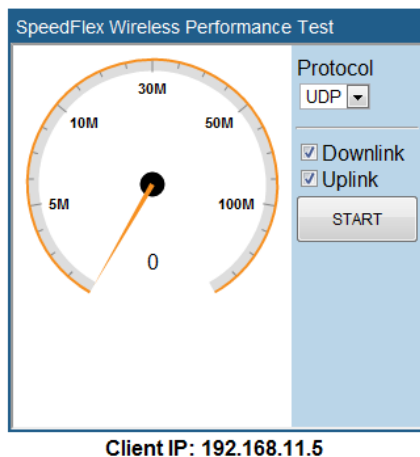 SpeedFlex Wireless Performance Test
30M
10M
50M
5M
100M
0
Protocol
UDP
Downlink
Uplink
START
Client IP: 192.168.11.5